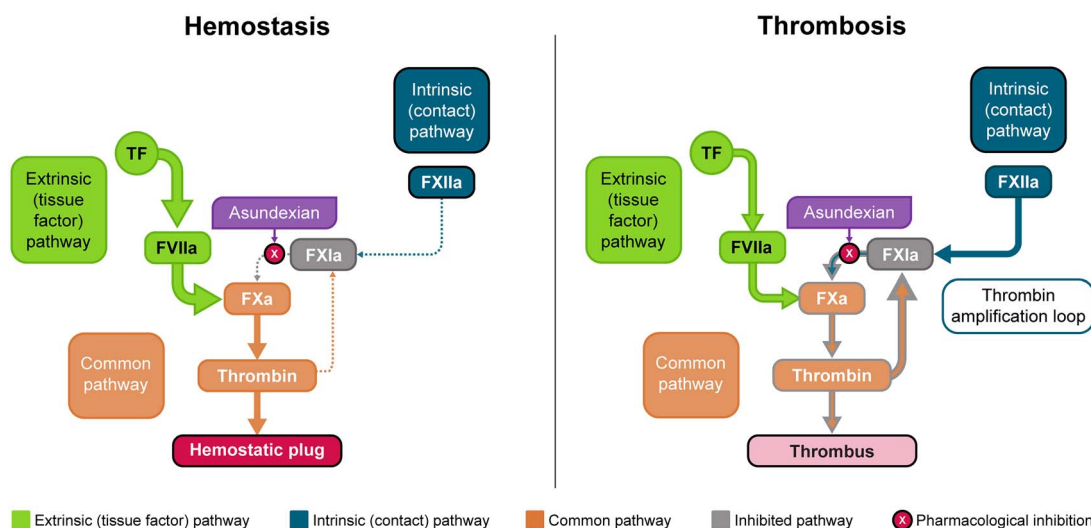 Hemostasis
Intrinsic
(contact)
pathway
TF
Extrinsic
(tissue
factor)
pathway
FXIIa
Asundexian
FVIIa
X
FXIa
FXa
Common
pathway
Thrombin
Hemostatic plug
Thrombosis
Intrinsic
(contact)
pathway
TF
Extrinsic
(tissue
factor)
pathway
FXIIa
Asundexian
FVIIa
X
FXIa
FXa
Thrombin
amplification loop
Common
pathway
Thrombin
Thrombus
Extrinsic (tissue factor) pathway
Intrinsic (contact) pathway
Common pathway
Inhibited pathway
X Pharmacological inhibition